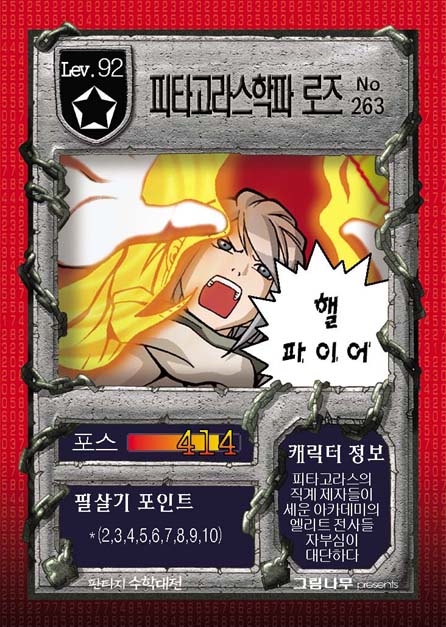 Lev. 92
피타고라스학파 로즈
No.
263
핼
파이어
포스 414
캐릭터 정보
피타고라스의
직계 제자들이
세운 아카데미의
엘리트 전사들
자부심이
대단하다
필살기 포인트
*(2,3,4,5,6,7,8,9,10)
판타지 수학대전
그림나무 presents